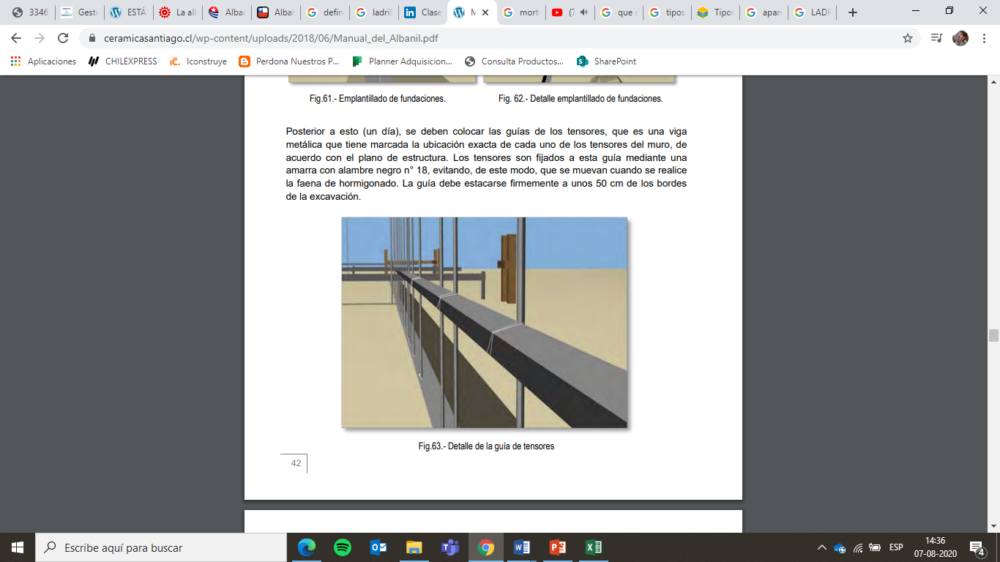 3346
Gesti
ESTÁ
La all
Albar
Albai
defin
ladrill
Clase
M
mort
(7
que
tipos
Tipos
apare
LADR
ceramicasantiago.cl/wp-content/uploads/2018/06/Manual_del_Albanil.pdf
Aplicaciones
CHILEXPRESS
iC. Iconstruye
Perdona Nuestros P...
Planner Adquisicion...
Consulta Productos...
SharePoint
Fig.61.- Emplantillado de fundaciones.
Fig. 62.- Detalle emplantillado de fundaciones.
Posterior a esto (un día), se deben colocar las guías de los tensores, que es una viga
metálica que tiene marcada la ubicación exacta de cada uno de los tensores del muro, de
acuerdo con el plano de estructura. Los tensores son fijados a esta guía mediante una
amarra con alambre negro n° 18, evitando, de este modo, que se muevan cuando se realice
la faena de hormigonado. La guía debe estacarse firmemente a unos 50 cm de los bordes
de la excavación.
Fig.63.- Detalle de la guía de tensores
42
Escribe aquí para buscar
ESP
14:36
07-08-2020
4